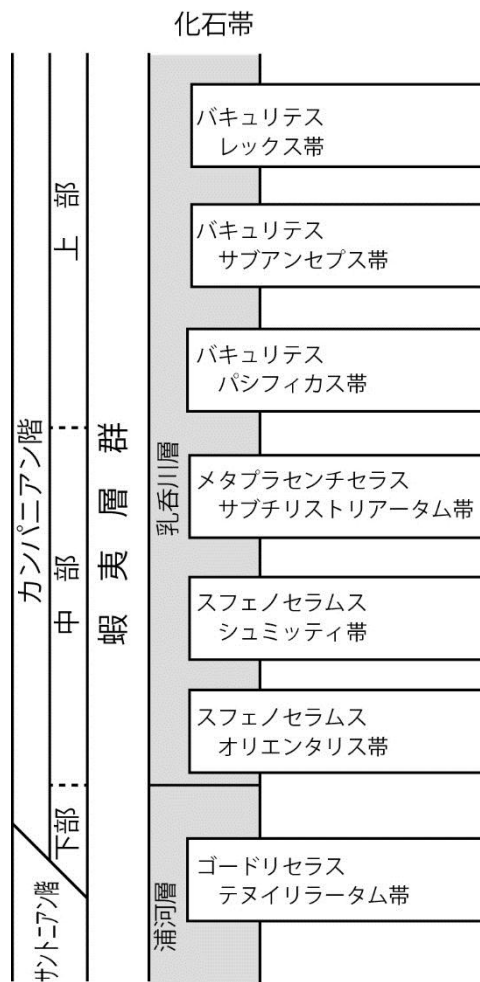 化石帯
カンパニアン階
サントニアン階
上部
中部
下部
蝦夷層群
乳呑川層
浦河層
バキュリテス
レックス帯
バキュリテス
サブアンセプス帯
バキュリテス
パシフィカス帯
メタプラセンチセラス
サブチリストリアータム帯
スフェノセラムス
シュミッティ帯
スフェノセラムス
オリエンタリス帯
ゴードリセラス
テヌイリラータム帯